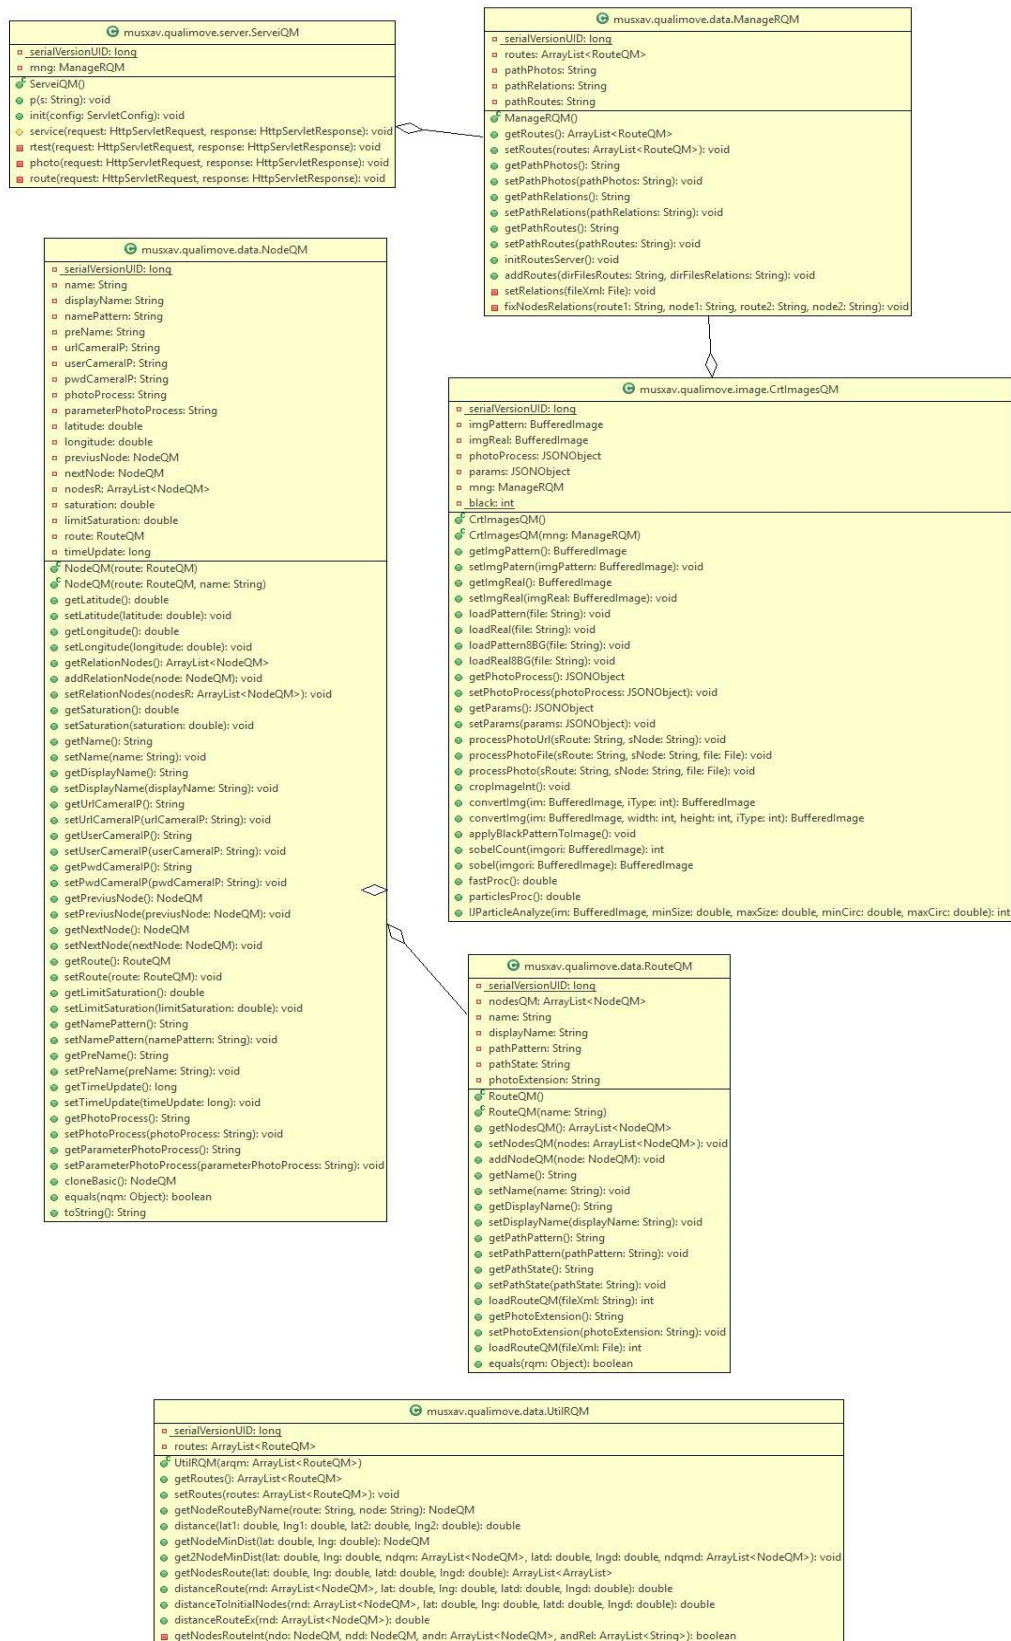 musxav.qualimove.server.ServeiQM
serialVersionUID: long
mng: ManageRQM
ServeiQM()
p(s: String): void
init(config: ServletConfig): void
service(request: HttpServletRequest, response: HttpServletResponse): void
rtest(request: HttpServletRequest, response: HttpServletResponse): void
photo(request: HttpServletRequest, response: HttpServletResponse): void
route(request: HttpServletRequest, response: HttpServletResponse): void
musxav.qualimove.data.ManageRQM
serialVersionUID: long
routes: ArrayList<RouteQM>
pathPhotos: String
pathRelations: String
pathRoutes: String
ManageRQM()
getRoutes(): ArrayList<RouteQM>
setRoutes(routes: ArrayList<RouteQM>): void
getPathPhotos(): String
setPathPhotos(pathPhotos: String): void
getPathRelations(): String
setPathRelations(pathRelations: String): void
getPathRoutes(): String
setPathRoutes(pathRoutes: String): void
initRoutesServer(): void
addRoutes(dirFilesRoutes: String, dirFilesRelations: String): void
setRelations(fileXml: File): void
fixNodesRelations(route1: String, node1: String, route2: String, node2: String): void
musxav.qualimove.data.NodeQM
serialVersionUID: long
name: String
displayName: String
namePattern: String
preName: String
urlCameraIP: String
userCameraIP: String
pwdCameraIP: String
photoProcess: String
parameterPhotoProcess: String
latitude: double
longitude: double
previusNode: NodeQM
nextNode: NodeQM
nodesR: ArrayList<NodeQM>
saturation: double
limitSaturation: double
route: RouteQM
timeUpdate: long
NodeQM(route: RouteQM)
NodeQM(route: RouteQM, name: String)
getLatitude(): double
setLatitude(latitude: double): void
getLongitude(): double
setLongitude(longitude: double): void
getRelationNodes(): ArrayList<NodeQM>
addRelationNode(node: NodeQM): void
setRelationNodes(nodesR: ArrayList<NodeQM>): void
getSaturation(): double
setSaturation(saturation: double): void
getName(): String
setName(name: String): void
getDisplayName(): String
setDisplayName(displayName: String): void
getUrlCameraIP(): String
setUrlCameraIP(urlCameraIP: String): void
getUserCameraIP(): String
setUserCameraIP(userCameraIP: String): void
getPwdCameraIP(): String
setPwdCameraIP(pwdCameraIP: String): void
getPreviusNode(): NodeQM
setPreviusNode(previusNode: NodeQM): void
getNextNode(): NodeQM
setNextNode(nextNode: NodeQM): void
getRoute(): RouteQM
setRoute(route: RouteQM): void
getLimitSaturation(): double
setLimitSaturation(limitSaturation: double): void
getNamePattern(): String
setNamePattern(namePattern: String): void
getPreName(): String
setPreName(preName: String): void
getTimeUpdate(): long
setTimeUpdate(timeUpdate: long): void
getPhotoProcess(): String
setPhotoProcess(photoProcess: String): void
getParameterPhotoProcess(): String
setParameterPhotoProcess(parameterPhotoProcess: String): void
cloneBasic(): NodeQM
equals(nqm: Object): boolean
toString(): String
musxav.qualimove.image.CrtImagesQM
serialVersionUID: long
imgPattern: BufferedImage
imgReal: BufferedImage
photoProcess: JSONObject
params: JSONObject
mng: ManageRQM
black: int
CrtImagesQM()
CrtImagesQM(mng: ManageRQM)
getImgPattern(): BufferedImage
setImgPatern(imgPattern: BufferedImage): void
getImgReal(): BufferedImage
setImgReal(imgReal: BufferedImage): void
loadPattern(file: String): void
loadReal(file: String): void
loadPattern8BG(file: String): void
loadReal8BG(file: String): void
getPhotoProcess(): JSONObject
setPhotoProcess(photoProcess: JSONObject): void
getParams(): JSONObject
setParams(params: JSONObject): void
processPhotoUrl(sRoute: String, sNode: String): void
processPhotoFile(sRoute: String, sNode: String, file: File): void
processPhoto(sRoute: String, sNode: String, file: File): void
cropImageInt(): void
convertImg(im: BufferedImage, iType: int): BufferedImage
convertImg(im: BufferedImage, width: int, height: int, iType: int): BufferedImage
applyBlackPatternToImage(): void
sobelCount(imgori: BufferedImage): int
sobel(imgori: BufferedImage): BufferedImage
fastProc(): double
particlesProc(): double
IJParticleAnalyze(im: BufferedImage, minSize: double, maxSize: double, minCirc: double, maxCirc: double): int
musxav.qualimove.data.RouteQM
serialVersionUID: long
nodesQM: ArrayList<NodeQM>
name: String
displayName: String
pathPattern: String
pathState: String
photoExtension: String
RouteQM()
RouteQM(name: String)
getNodesQM(): ArrayList<NodeQM>
setNodesQM(nodes: ArrayList<NodeQM>): void
addNodeQM(node: NodeQM): void
getName(): String
setName(name: String): void
getDisplayName(): String
setDisplayName(displayName: String): void
getPathPattern(): String
setPathPattern(pathPattern: String): void
getPathState(): String
setPathState(pathState: String): void
loadRouteQM(fileXml: String): int
getPhotoExtension(): String
setPhotoExtension(photoExtension: String): void
loadRouteQM(fileXml: File): int
equals(rqm: Object): boolean
musxav.qualimove.data.UtilRQM
serialVersionUID: long
routes: ArrayList<RouteQM>
UtilRQM(arqm: ArrayList<RouteQM>)
getRoutes(): ArrayList<RouteQM>
setRoutes(routes: ArrayList<RouteQM>): void
getNodeRouteByName(route: String, node: String): NodeQM
distance(lat1: double, lng1: double, lat2: double, lng2: double): double
getNodeMinDist(lat: double, lng: double): NodeQM
get2NodeMinDist(lat: double, lng: double, ndqm: ArrayList<NodeQM>, latd: double, lngd: double, ndqmd: ArrayList<NodeQM>): void
getNodesRoute(lat: double, lng: double, latd: double, lngd: double): ArrayList<ArrayList>
distanceRoute(rnd: ArrayList<NodeQM>, lat: double, lng: double, latd: double, lngd: double): double
distanceToInitialNodes(rnd: ArrayList<NodeQM>, lat: double, lng: double, latd: double, lngd: double): double
distanceRouteEx(rnd: ArrayList<NodeQM>): double
getNodesRouteInt(ndo: NodeQM, ndd: NodeQM, andr: ArrayList<NodeQM>, andRel: ArrayList<String>): boolean